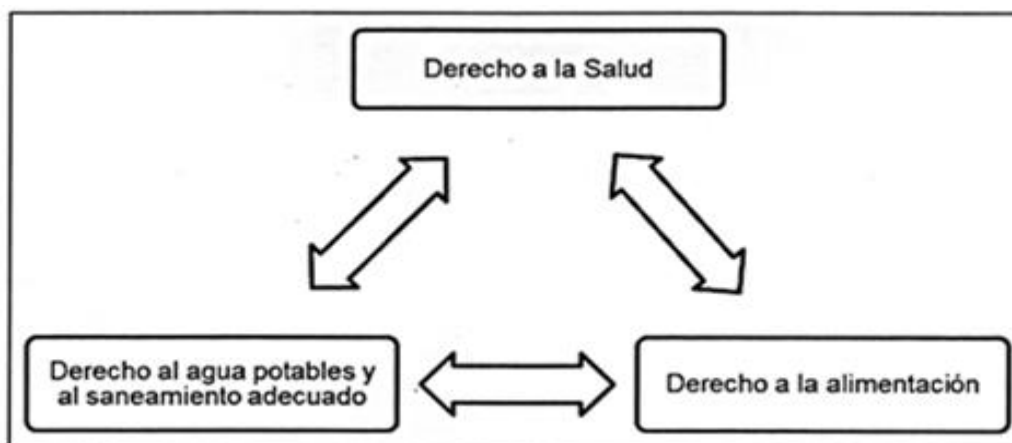 Derecho a la Salud
Derecho al agua potables y
al saneamiento adecuado
Derecho a la alimentación